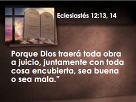 Eclesiastés 12:13, 14
Porque Dios traerá toda obra
a juicio, juntamente con toda
cosa encubierta, sea buena
o sea mala.”